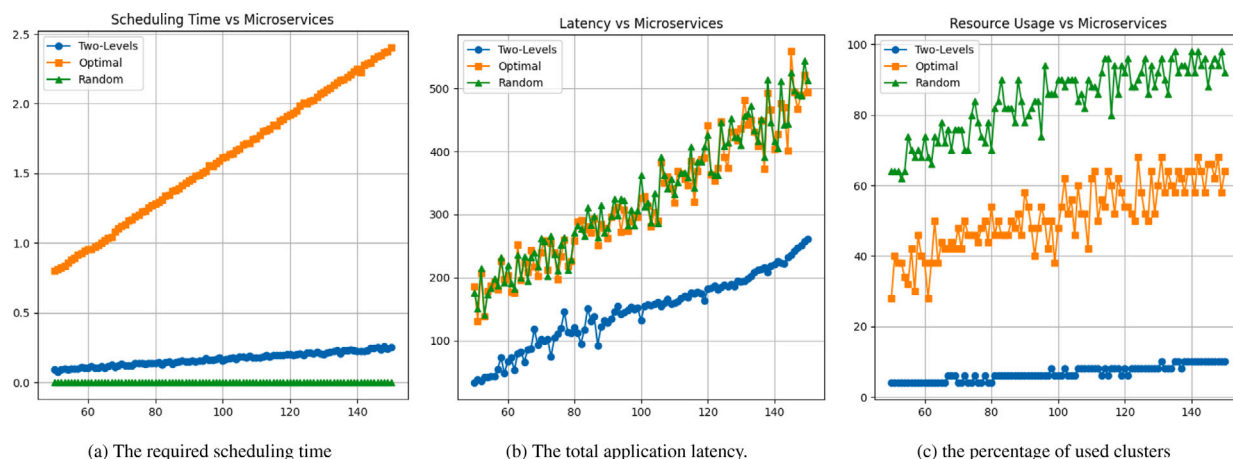 Scheduling Time vs Microservices
2.5
2.0
1.5
1.0
0.5
0.0
Two-Levels
Optimal
Random
60
80
100
120
140
(a) The required scheduling time
Latency vs Microservices
500
400
300
200
100
Two-Levels
Optimal
Random
60
80
100
120
140
(b) The total application latency.
Resource Usage vs Microservices
100
80
60
40
20
0
Two-Levels
Optimal
Random
60
80
100
120
140
(c) the percentage of used clusters